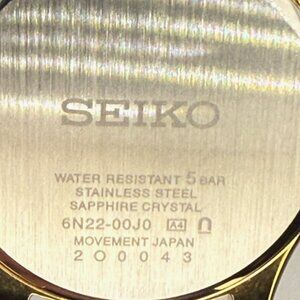 SEIKO
WATER RESISTANT 5 BAR
STAINLESS STEEL
SAPPHIRE CRYSTAL
6N22-00J0 A4
MOVEMENT JAPAN
200043